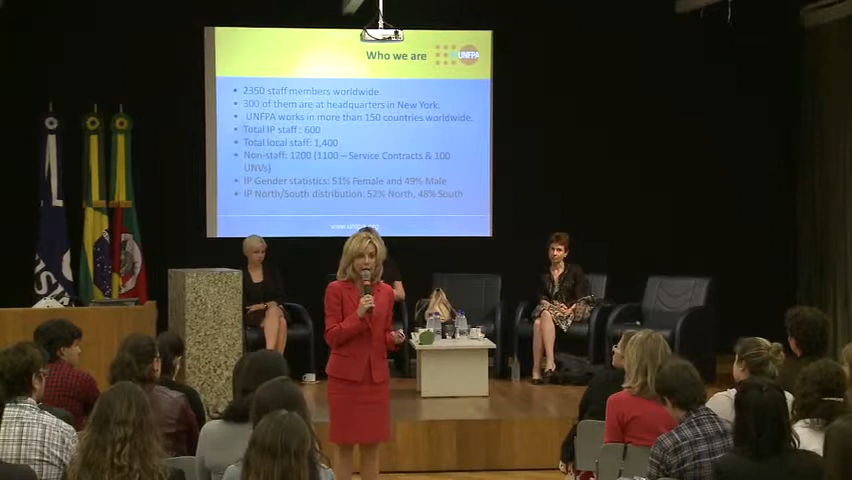 Who we are
UNFPA
• 2350 staff members worldwide.
• 300 of them are at headquarters in New York.
• UNFPA works in more than 150 countries worldwide.
• Total IP staff : 600
• Total local staff: 1,400
• Non-staff: 1200 (1100 – Service Contracts & 100
UNVs)
• IP Gender statistics: 51% Female and 49% Male
• IP North/South distribution: 52% North, 48% South